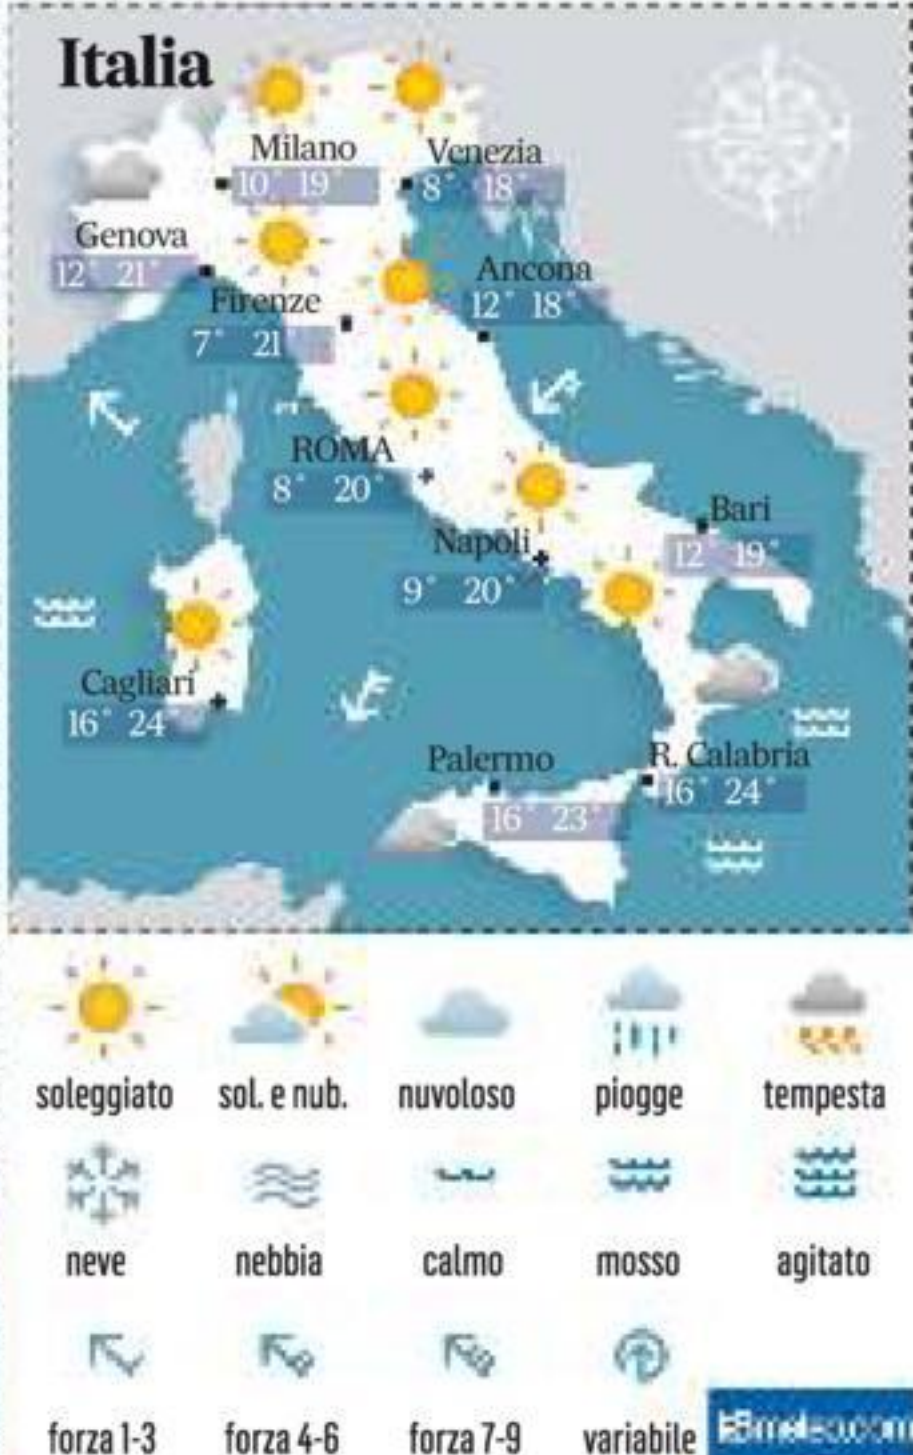 Italia
Milano
10° 19°
Venezia
8° 18°
Genova
12° 21°
Firenze
7° 21
Ancona
12° 18°
ROMA
8° 20°
Napoli
9° 20°
Bari
12° 19°
Cagliari
16° 24°
Palermo
16° 23°
R. Calabria
16° 24°
soleggiato
sol. e nub.
nuvoloso
piogge
tempesta
neve
nebbia
calmo
mosso
agitato
forza 1-3
forza 4-6
forza 7-9
variabile